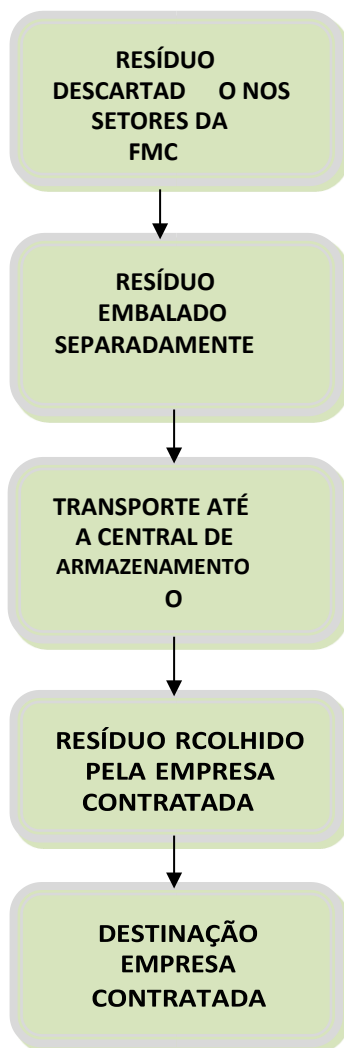 RESÍDUO
DESCARTAD O NOS
SETORES DA
FMC
RESÍDUO
EMBALADO
SEPARADAMENTE
TRANSPORTE ATÉ
A CENTRAL DE
ARMAZENAMENTO
O
RESÍDUO RCOLHIDO
PELA EMPRESA
CONTRATADA
DESTINAÇÃO
EMPRESA
CONTRATADA